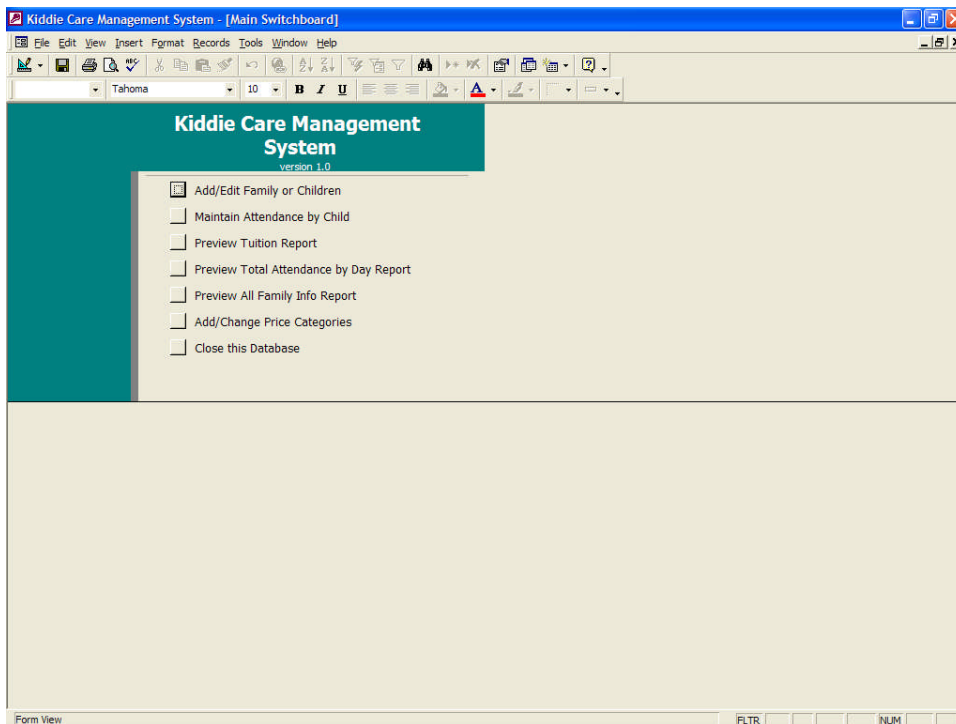 Kiddie Care Management System - [Main Switchboard]
File Edit View Insert Format Records Tools Window Help
Tahoma 10 B I U A
Kiddie Care Management
System
version 1.0
Add/Edit Family or Children
Maintain Attendance by Child
Preview Tuition Report
Preview Total Attendance by Day Report
Preview All Family Info Report
Add/Change Price Categories
Close this Database
Form View FLTR NUM